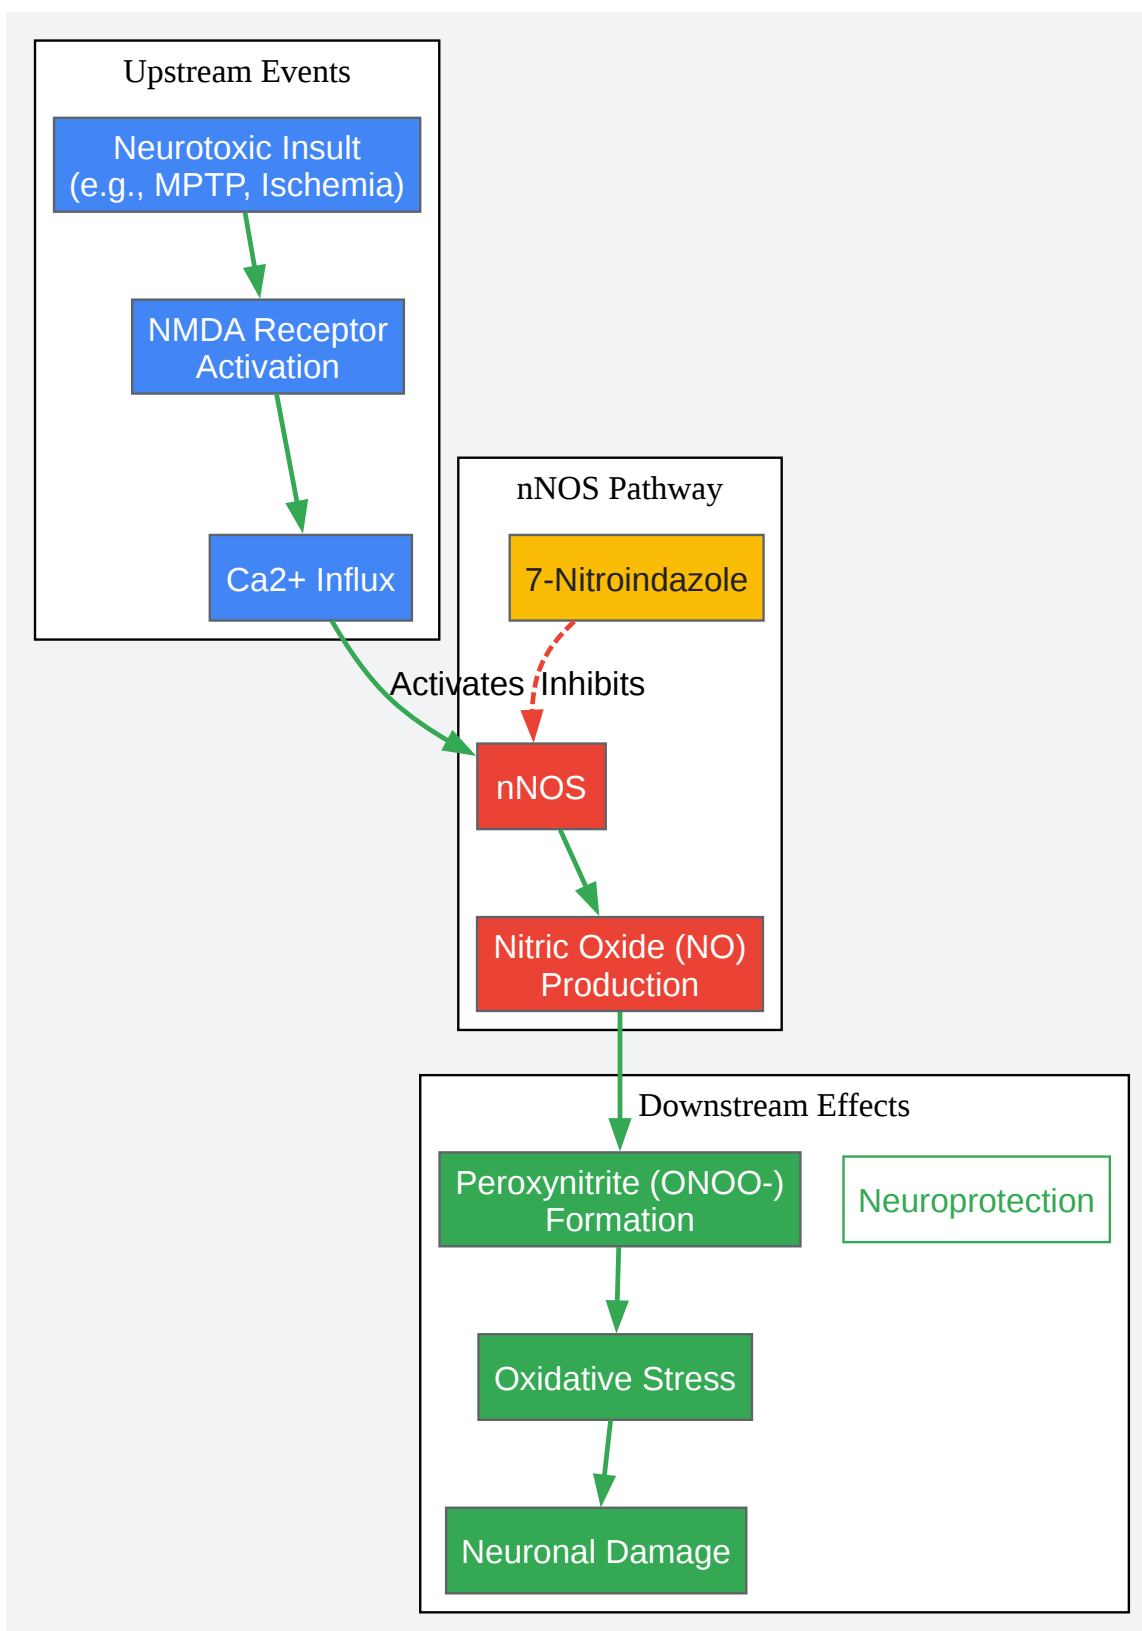 Upstream Events
Neurotoxic Insult
(e.g., MPTP, Ischemia)
NMDA Receptor
Activation
Ca2+ Influx
nNOS Pathway
7-Nitroindazole
Activates
Inhibits
nNOS
Nitric Oxide (NO)
Production
Downstream Effects
Peroxynitrite (ONOO-)
Formation
Neuroprotection
Oxidative Stress
Neuronal Damage